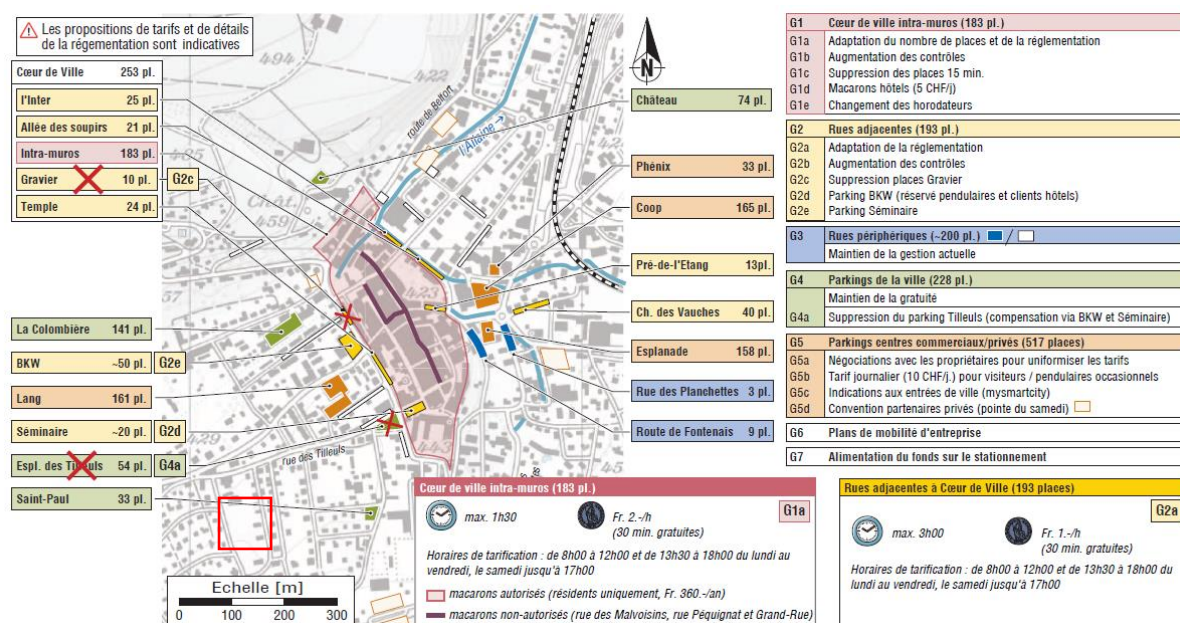 Les propositions de tarifs et de détails
de la régementation sont indicatives
Cœur de Ville 253 pl.
l'Inter 25 pl.
Allée des soupirs 21 pl.
Intra-muros 183 pl.
Gravier 10 pl. G2c
Temple 24 pl.
La Colombière 141 pl.
BKW ~50 pl. G2e
Lang 161 pl.
Séminaire ~20 pl. G2d
Espl. des Tilleuls 54 pl. G4a
Saint-Paul 33 pl.
494
422
route de Belfort
l'Allaine →
485
Chât.
458
57
423
429
443
rue des Tilleuls
45
42
N
Château 74 pl.
Phénix 33 pl.
Coop 165 pl.
Pré-de-l'Etang 13pl.
Ch. des Vauches 40 pl.
Esplanade 158 pl.
Rue des Planchettes 3 pl.
Route de Fontenais 9 pl.
G1 Cœur de ville intra-muros (183 pl.)
G1a Adaptation du nombre de places et de la réglementation
G1b Augmentation des contrôles
G1c Suppression des places 15 min.
G1d Macarons hôtels (5 CHF/j)
G1e Changement des horodateurs
G2 Rues adjacentes (193 pl.)
G2a Adaptation de la réglementation
G2b Augmentation des contrôles
G2c Suppression places Gravier
G2d Parking BKW (réservé pendulaires et clients hôtels)
G2e Parking Séminaire
G3 Rues périphériques (~200 pl.) /
Maintien de la gestion actuelle
G4 Parkings de la ville (228 pl.)
Maintien de la gratuité
G4a Suppression du parking Tilleuls (compensation via BKW et Séminaire)
G5 Parkings centres commerciaux/privés (517 places)
G5a Négociations avec les propriétaires pour uniformiser les tarifs
G5b Tarif journalier (10 CHF/j.) pour visiteurs / pendulaires occasionnels
G5c Indications aux entrées de ville (mysmartcity)
G5d Convention partenaires privés (pointe du samedi)
G6 Plans de mobilité d'entreprise
G7 Alimentation du fonds sur le stationnement
Echelle [m]
0 100 200 300
Cœur de ville intra-muros (183 pl.)
G1a
max. 1h30
Fr. 2.-/h
(30 min. gratuites)
Horaires de tarification : de 8h00 à 12h00 et de 13h30 à 18h00 du lundi au
vendredi, le samedi jusqu'à 17h00
macarons autorisés (résidents uniquement, Fr. 360.-/an)
macarons non-autorisés (rue des Malvoisins, rue Péquignat et Grand-Rue)
Rues adjacentes à Cœur de Ville (193 places)
G2a
max. 3h00
Fr. 1.-/h
(30 min. gratuites)
Horaires de tarification : de 8h00 à 12h00 et de 13h30 à 18h00 du
lundi au vendredi, le samedi jusqu'à 17h00